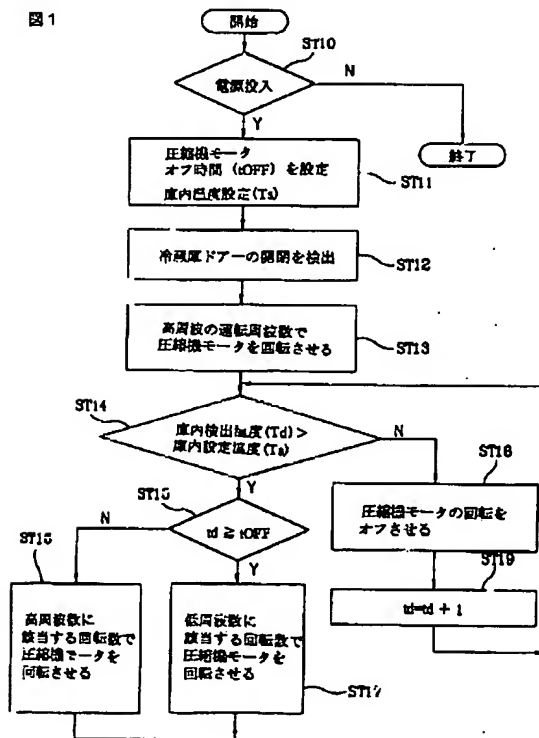 図1
開始
ST10
電源投入
N
Y
終了
圧縮機モータ
オフ時間 (tOFF) を設定
庫内温度設定(Ts)
ST11
冷蔵庫ドアーの開閉を検出
ST12
高周波の運転周波数で
圧縮機モータを回転させる
ST13
ST14
庫内検出温度(Td) >
庫内設定温度(Ts)
N
Y
ST18
圧縮機モータの回転を
オフさせる
ST15
td ≧ tOFF
N
Y
ST19
td=td + 1
ST16
高周波数に
該当する回転数で
圧縮機モータを
回転させる
低周波数に
該当する回転数で
圧縮機モータを
回転させる
ST17